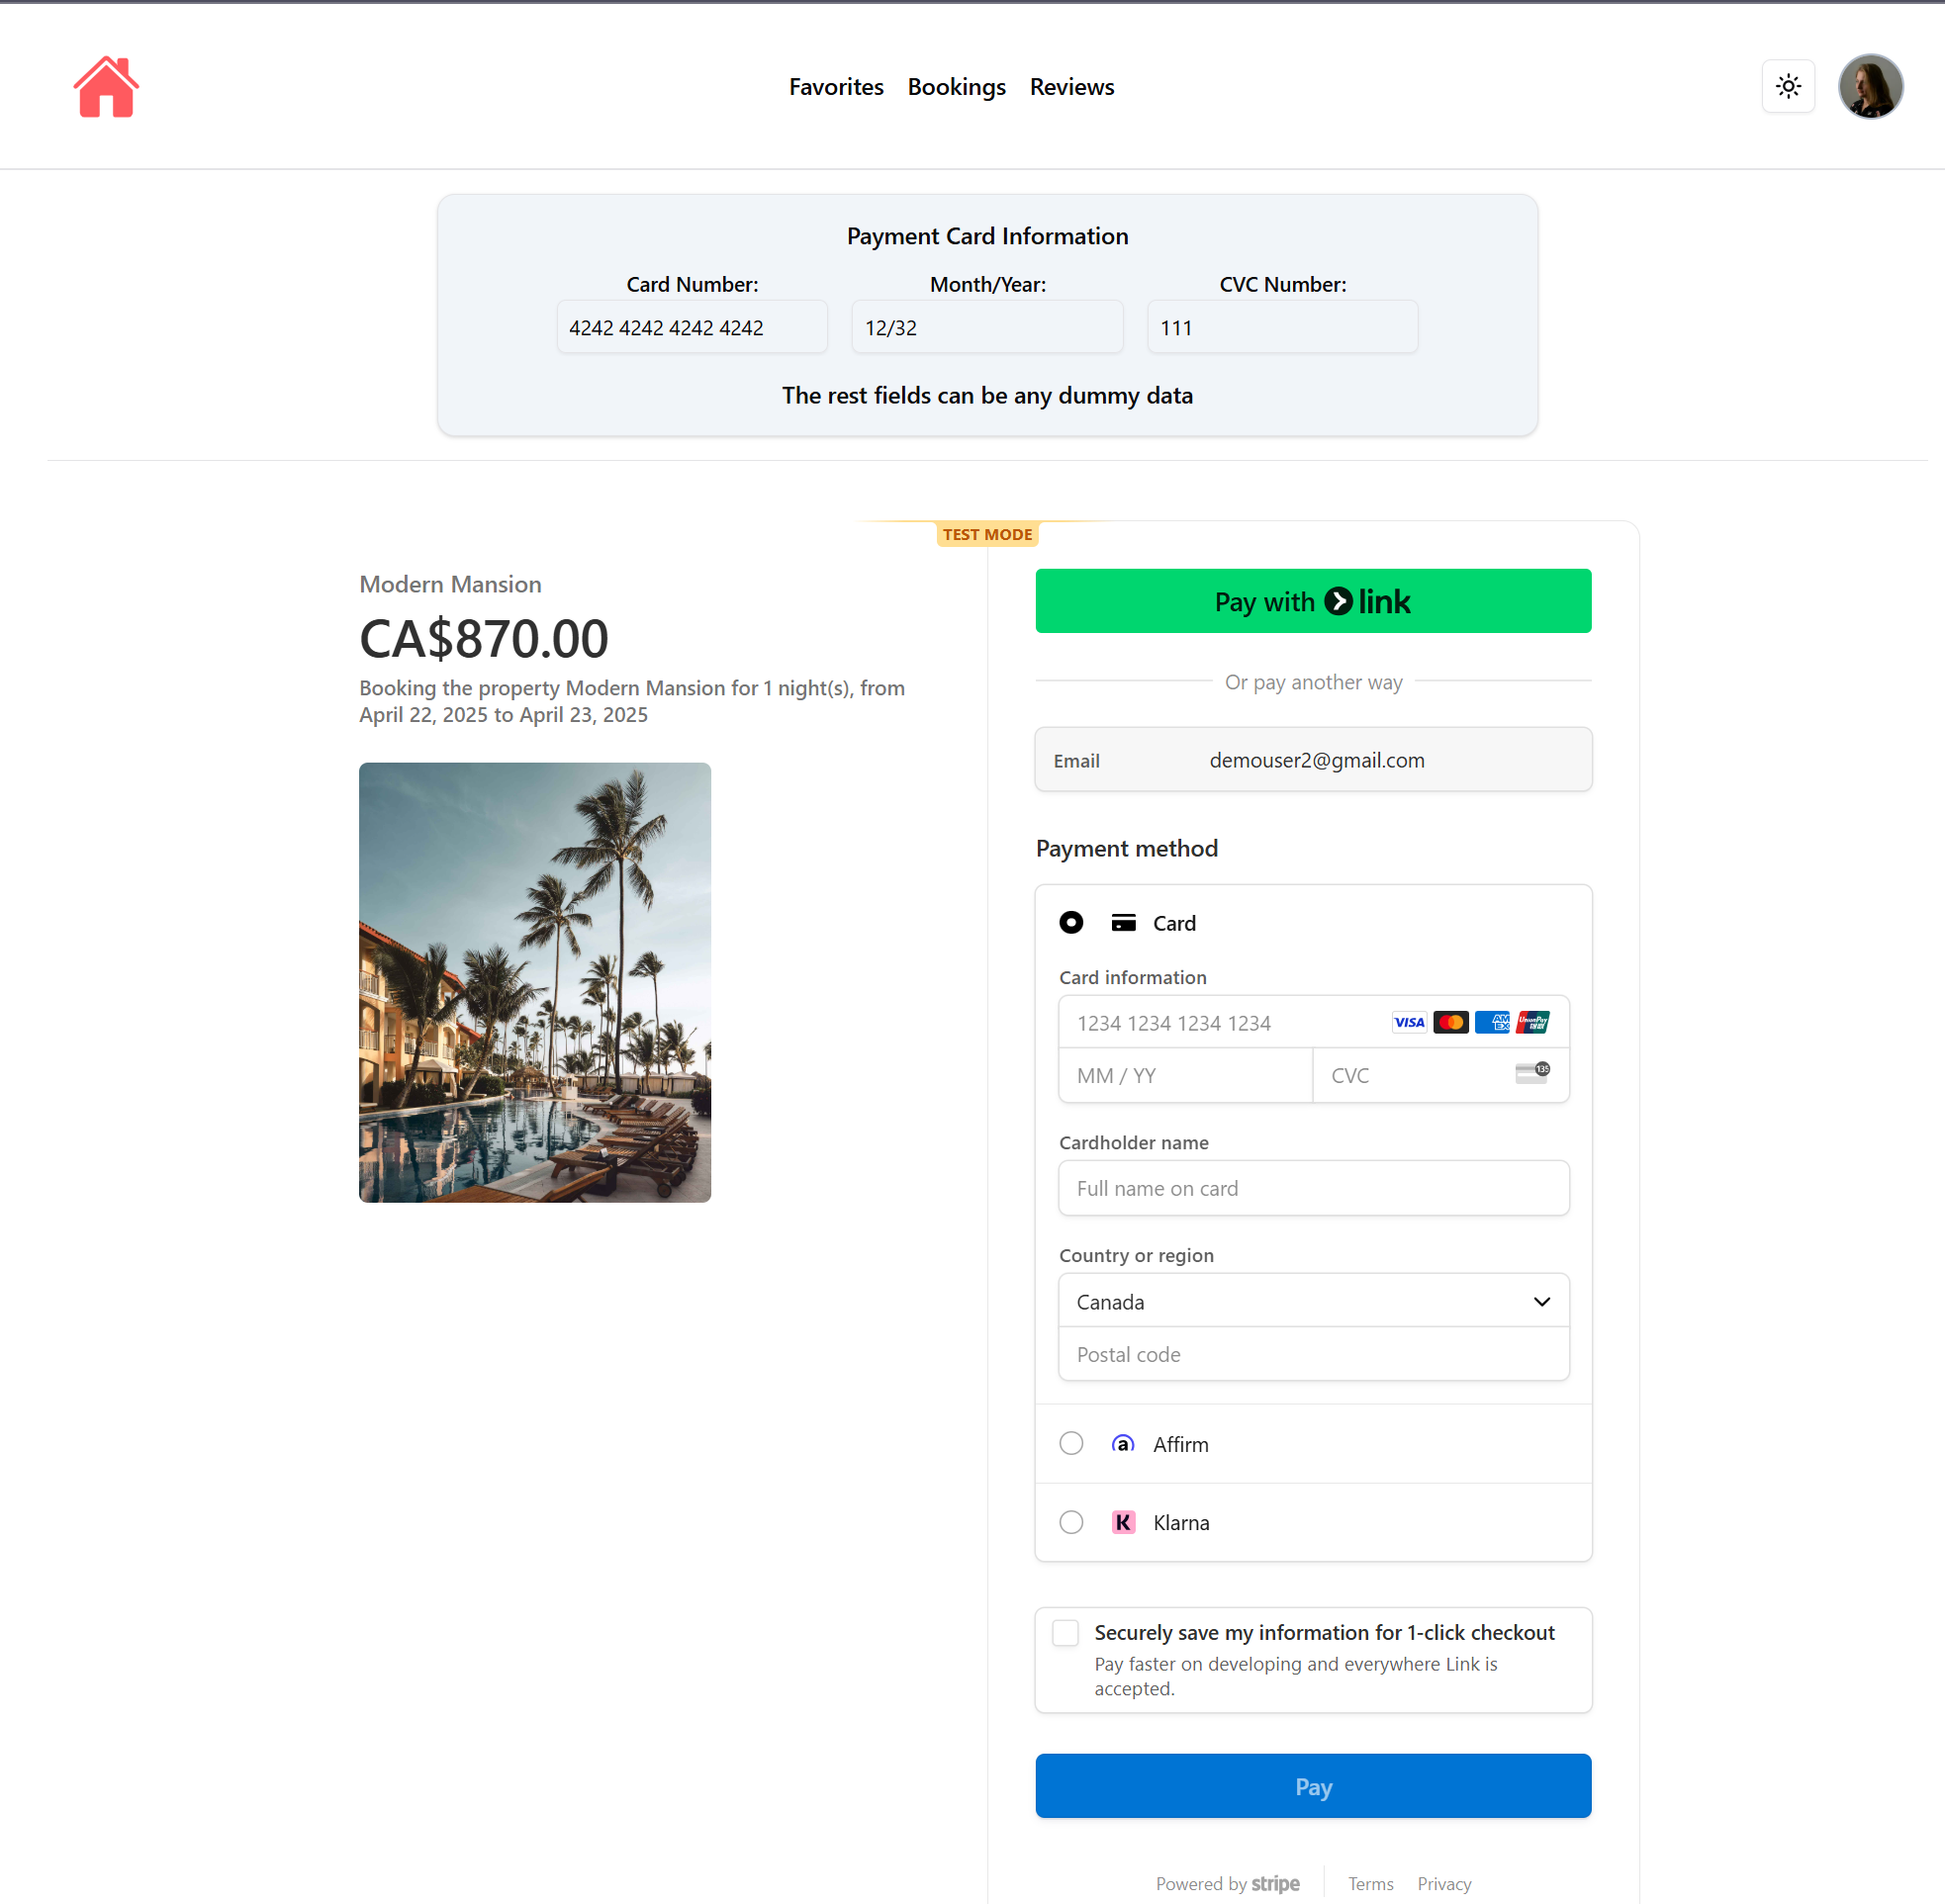 Favorites Bookings Reviews
Payment Card Information
Card Number: Month/Year: CVC Number:
4242 4242 4242 4242 12/32 111
The rest fields can be any dummy data
TEST MODE
Modern Mansion
CA$870.00
Booking the property Modern Mansion for 1 night(s), from
April 22, 2025 to April 23, 2025
Pay with link
Or pay another way
Email demouser2@gmail.com
Payment method
Card
Card information
1234 1234 1234 1234 VISA AM EX UnionPay
MM / YY CVC 135
Cardholder name
Full name on card
Country or region
Canada
Postal code
a Affirm
K Klarna
Securely save my information for 1-click checkout
Pay faster on developing and everywhere Link is
accepted.
Pay
Powered by stripe Terms Privacy